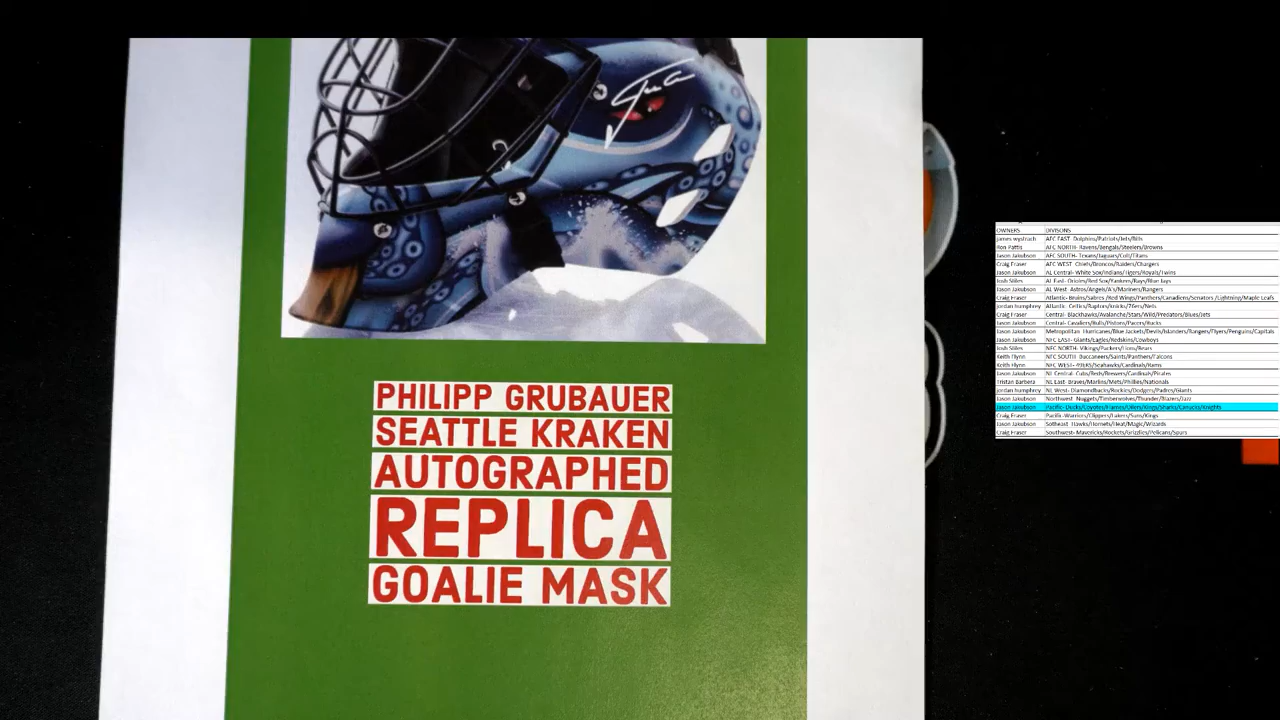 PHILIPP GRUBAUER
SEATTLE KRAKEN
AUTOGRAPHED
REPLICA
GOALIE MASK
OWNERS DIVISONS
james wystrach AFC EAST- Dolphins/Patriots/Jets/Bills
Ron Pattis AFC NORTH- Ravens/Bengals/Steelers/Browns
Jason Jakubson AFC SOUTH- Texans/Jaguars/Colt/Titans
Craig Fraser AFC WEST- Chiefs/Broncos/Raiders/Chargers
Jason Jakubson AL Central- White Sox/Indians/Tigers/Royals/Twins
Josh Stiles AL East- Orioles/Red Sox/Yankees/Rays/Blue Jays
Jason Jakubson AL West- Astros/Angels/A's/Mariners/Rangers
Craig Fraser Atlantic- Bruins/Sabres/Red Wings/Panthers/Canadiens/Senators/Lightning/Maple Leafs
jordan humphrey Atlantic- Celtics/Raptors/Knicks/76ers/Nets
Craig Fraser Central- Blackhawks/Avalanche/Stars/Wild/Predators/Blues/Jets
Jason Jakubson Central- Cavaliers/Bulls/Pistons/Pacers/Bucks
Jason Jakubson Metropolitan- Hurricanes/Blue Jackets/Devils/Islanders/Rangers/Flyers/Penguins/Capitals
Jason Jakubson NFC EAST- Giants/Eagles/Redskins/Cowboys
Josh Stiles NFC NORTH- Vikings/Packers/Lions/Bears
Keith Flynn NFC SOUTH- Buccaneers/Saints/Panthers/Falcons
Keith Flynn NFC WEST- 49ERS/Seahawks/Cardinals/Rams
Jason Jakubson NL Central- Cubs/Reds/Brewers/Cardinals/Pirates
Tristan Barbera NL East- Braves/Marlins/Mets/Phillies/Nationals
jordan humphrey NL West- Diamondbacks/Rockies/Dodgers/Padres/Giants
Jason Jakubson Northwest- Nuggets/Timberwolves/Thunder/Blazers/Jazz
Jason Jakubson Pacific- Ducks/Coyotes/Flames/Oilers/Kings/Sharks/Canucks/Knights
Craig Fraser Pacific- Warriors/Clippers/Lakers/Suns/Kings
Jason Jakubson Sotheast- Hawks/Hornets/Heat/Magic/Wizards
Craig Fraser Southwest- Mavericks/Rockets/Grizzlies/Pelicans/Spurs